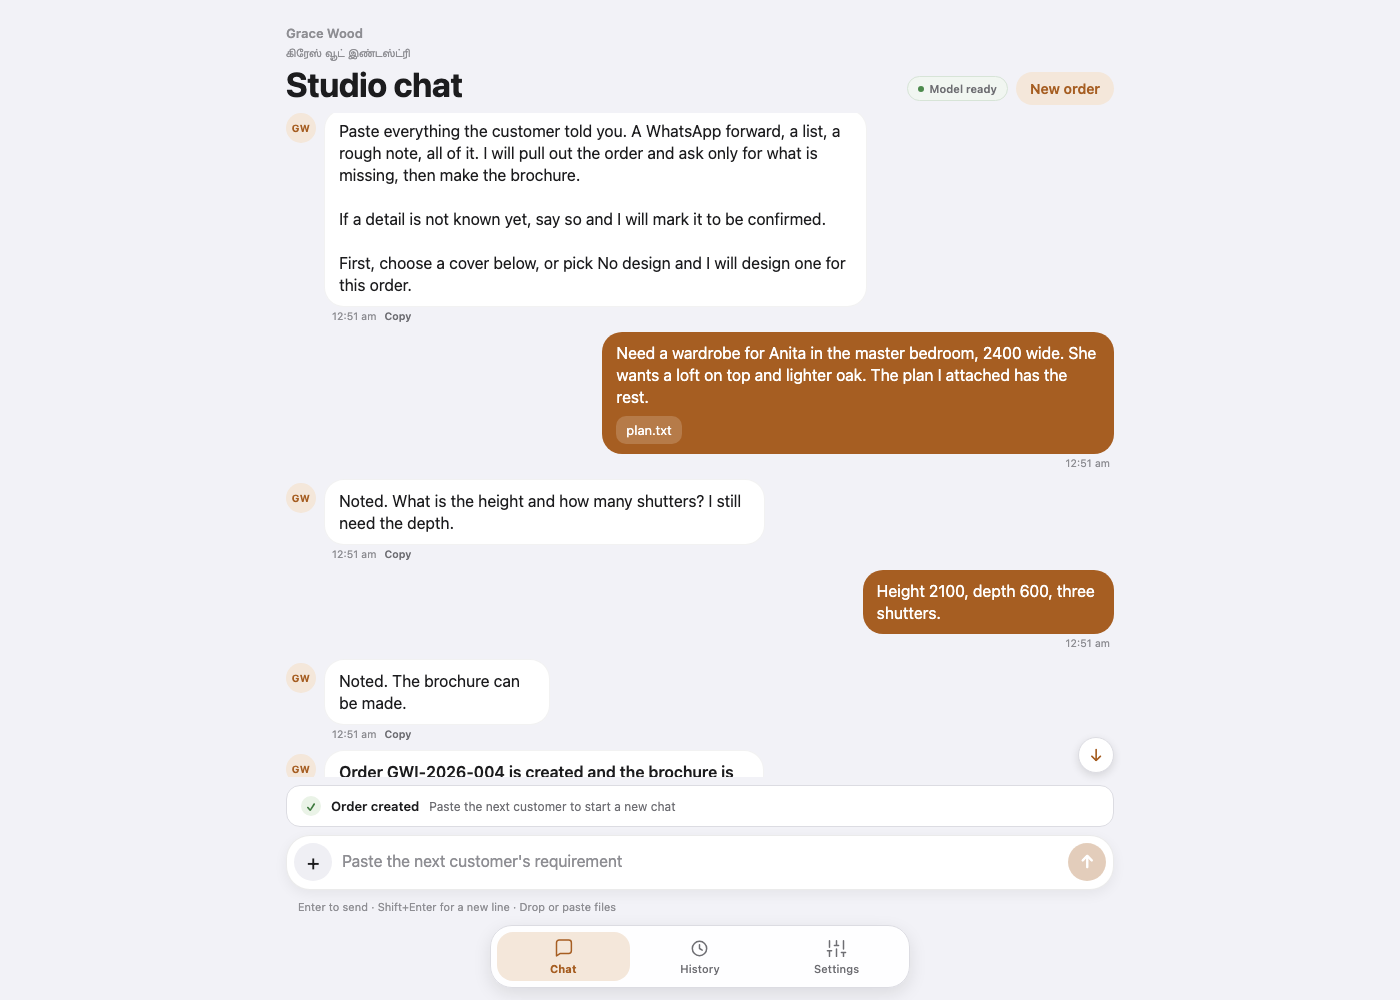 Grace Wood
கிரேஸ் வூட் இண்டஸ்ட்ரி
Studio chat
Model ready
New order
GW
Paste everything the customer told you. A WhatsApp forward, a list, a
rough note, all of it. I will pull out the order and ask only for what is
missing, then make the brochure.
If a detail is not known yet, say so and I will mark it to be confirmed.
First, choose a cover below, or pick No design and I will design one for
this order.
12:51 am Copy
Need a wardrobe for Anita in the master bedroom, 2400 wide. She
wants a loft on top and lighter oak. The plan I attached has the
rest.
plan.txt
12:51 am
GW
Noted. What is the height and how many shutters? I still
need the depth.
12:51 am Copy
Height 2100, depth 600, three
shutters.
12:51 am
GW
Noted. The brochure can
be made.
12:51 am Copy
GW
Order GWI-2026-004 is created and the brochure is
Order created Paste the next customer to start a new chat
Paste the next customer's requirement
Enter to send · Shift+Enter for a new line · Drop or paste files
Chat
History
Settings